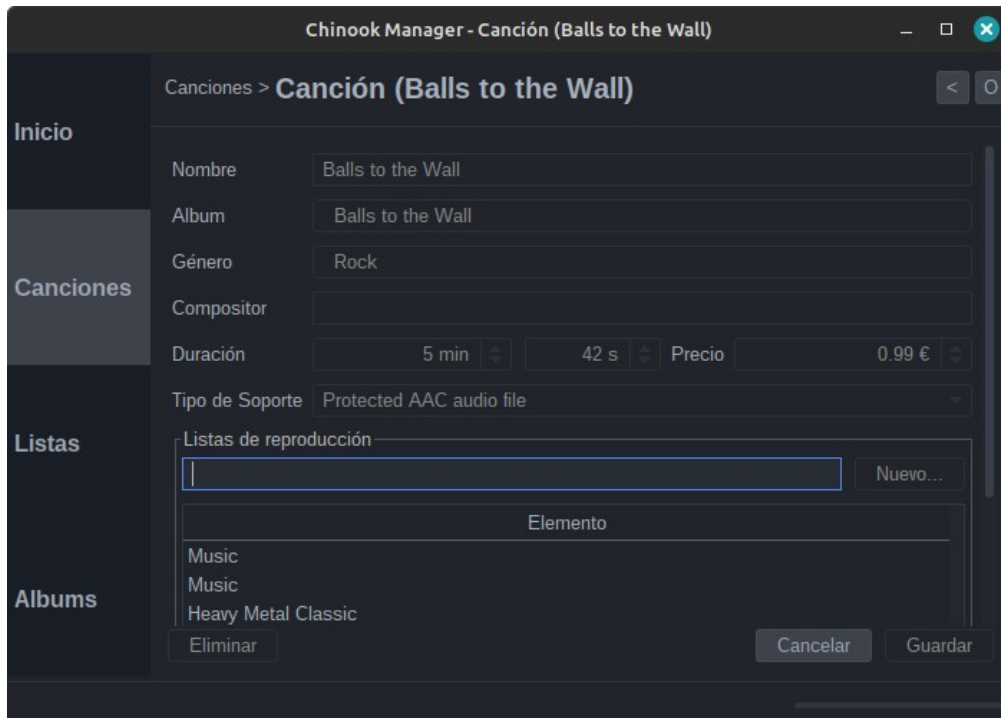 Chinook Manager - Canción (Balls to the Wall)
Canciones > Canción (Balls to the Wall)
<
O
Inicio
Canciones
Listas
Albums
Nombre
Balls to the Wall
Album
Balls to the Wall
Género
Rock
Compositor
Duración
5 min
42 s
Precio
0.99 €
Tipo de Soporte
Protected AAC audio file
Listas de reproducción
Nuevo...
Elemento
Music
Music
Heavy Metal Classic
Eliminar
Cancelar
Guardar